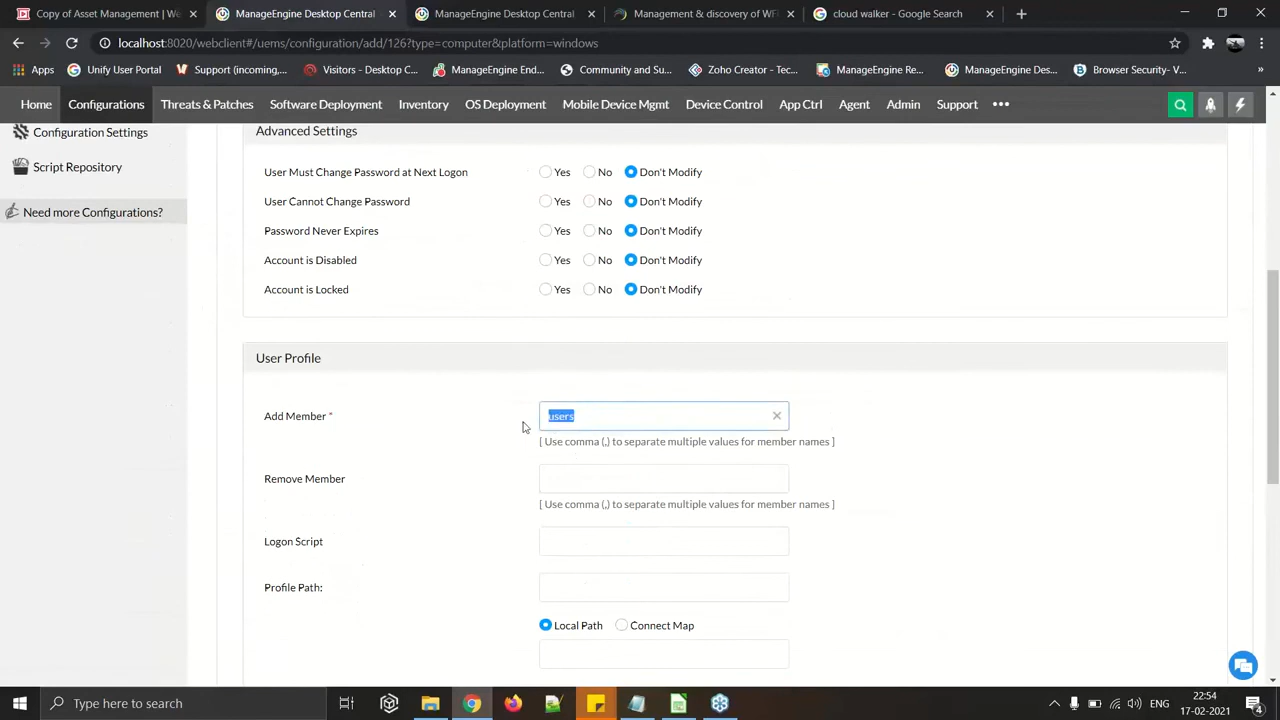 Copy of Asset Management | We
ManageEngine Desktop Central
ManageEngine Desktop Central
Management & discovery of WFH
cloud walker - Google Search
localhost:8020/webclient#/uems/configuration/add/126?type=computer&platform=windows
Apps
Unify User Portal
Support (incoming,...
Visitors - Desktop C...
ManageEngine End...
Community and Su...
Zoho Creator - Tec...
ManageEngine Re...
ManageEngine Des...
Browser Security- V...
»
Home
Configurations
Threats & Patches
Software Deployment
Inventory
OS Deployment
Mobile Device Mgmt
Device Control
App Ctrl
Agent
Admin
Support
•••
Configuration Settings
Script Repository
Need more Configurations?
Advanced Settings
User Must Change Password at Next Logon Yes No Don't Modify
User Cannot Change Password Yes No Don't Modify
Password Never Expires Yes No Don't Modify
Account is Disabled Yes No Don't Modify
Account is Locked Yes No Don't Modify
User Profile
Add Member * users
[ Use comma (,) to separate multiple values for member names ]
Remove Member
[ Use comma (,) to separate multiple values for member names ]
Logon Script
Profile Path:
Local Path Connect Map
Type here to search
ENG
22:54
17-02-2021
4